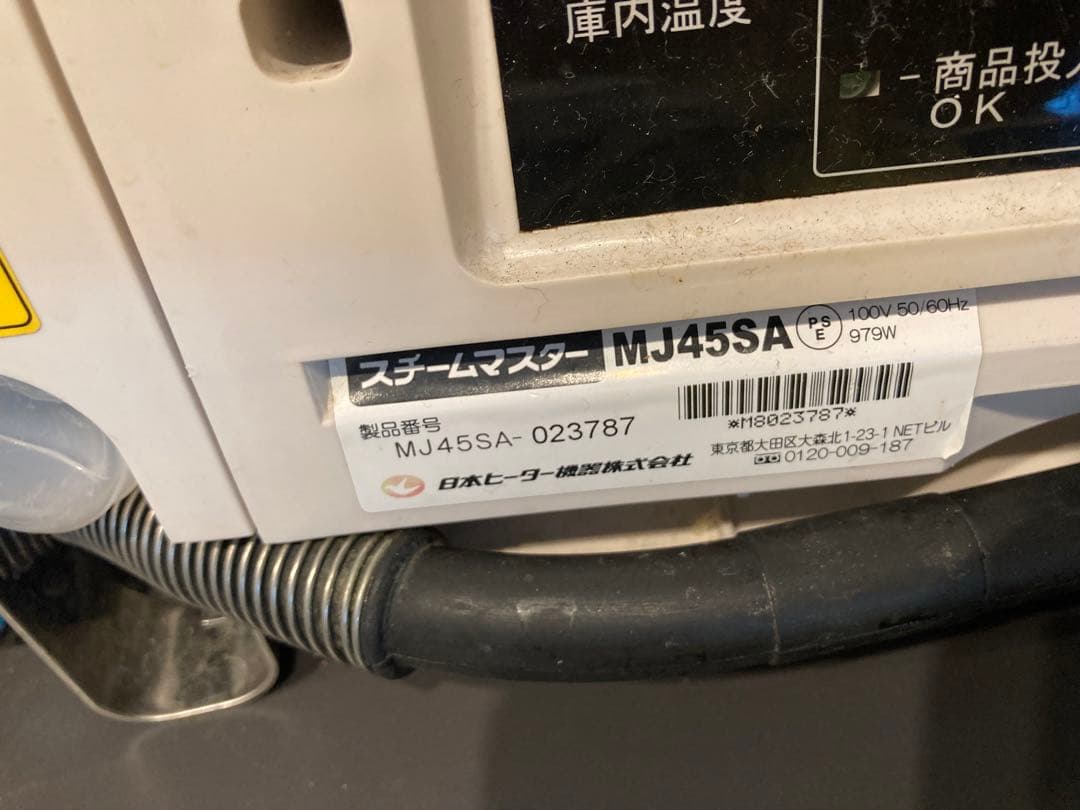 庫内温度
- 商品投入
OK
スチームマスター MJ45SA PSE 100V 50/60Hz
979W
製品番号
MJ45SA- 023787
*M8023787*
日本ヒーター機器株式会社
東京都大田区大森北1-23-1 NETビル
0120-009-187